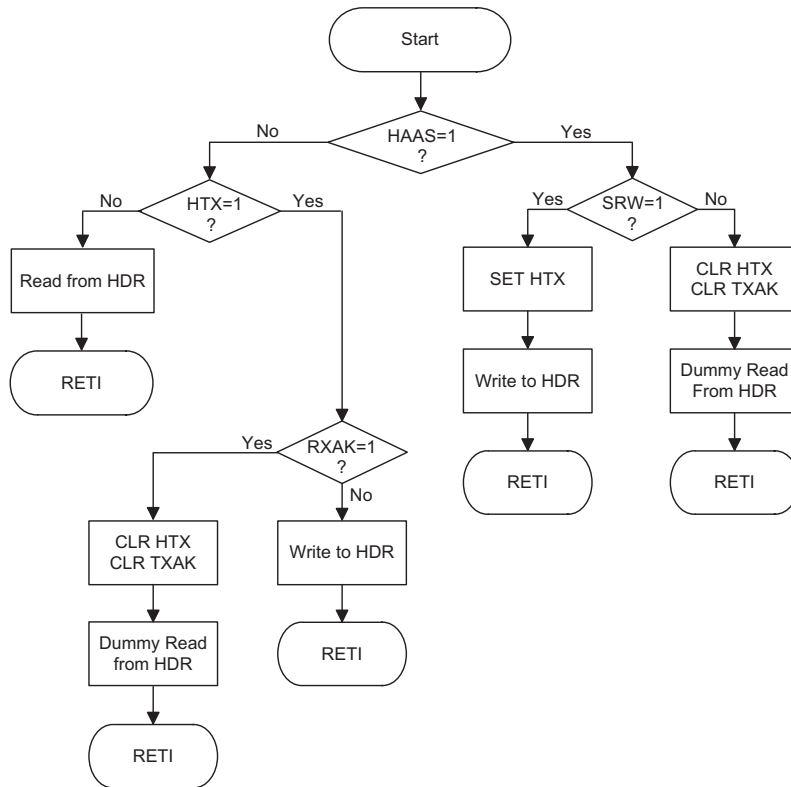 Start
No
HAAS=1
?
Yes
No
HTX=1
?
Yes
Yes
SRW=1
?
No
Read from HDR
SET HTX
CLR HTX
CLR TXAK
RETI
Write to HDR
Dummy Read
From HDR
Yes
RXAK=1
?
No
RETI
RETI
CLR HTX
CLR TXAK
Write to HDR
Dummy Read
from HDR
RETI
RETI